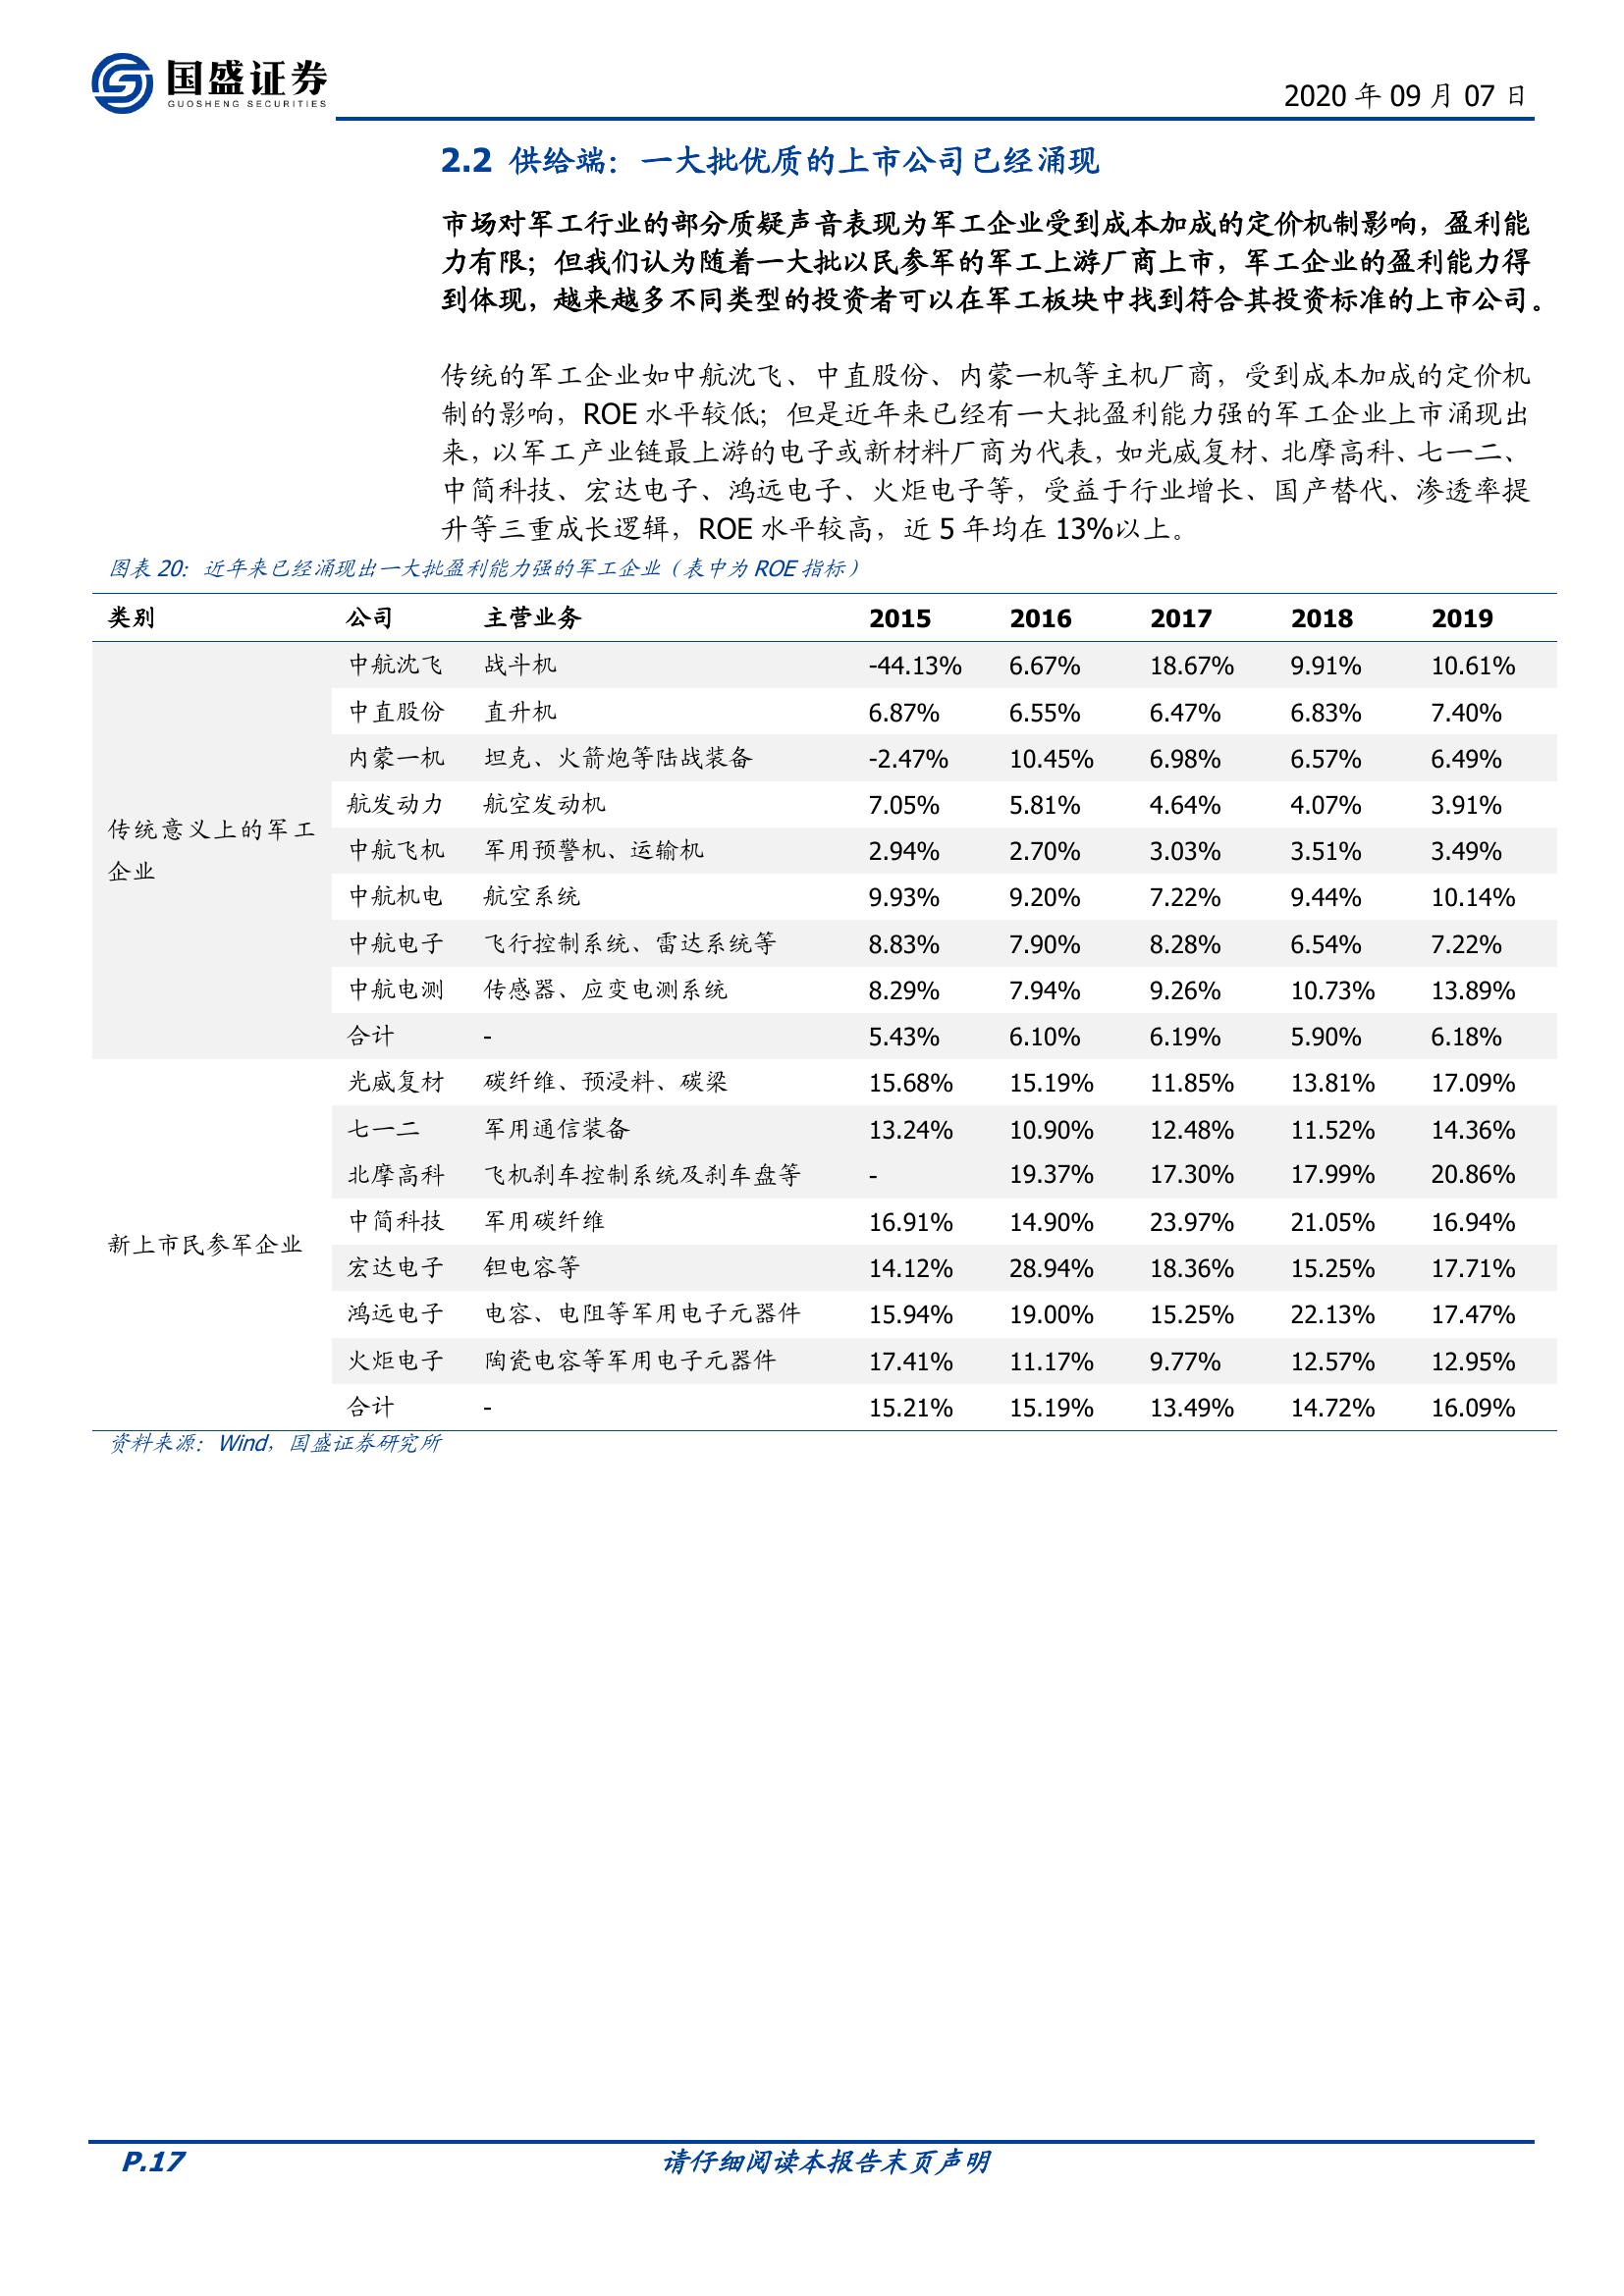 国盛证券
GUOSHENG SECURITIES
2020 年 09 月 07 日
2.2 供给端：一大批优质的上市公司已经涌现
市场对军工行业的部分质疑声音表现为军工企业受到成本加成的定价机制影响，盈利能
力有限；但我们认为随着一大批以民参军的军工上游厂商上市，军工企业的盈利能力得
到体现，越来越多不同类型的投资者可以在军工板块中找到符合其投资标准的上市公司。
传统的军工企业如中航沈飞、中直股份、内蒙一机等主机厂商，受到成本加成的定价机
制的影响，ROE 水平较低；但是近年来已经有一大批盈利能力强的军工企业上市涌现出
来，以军工产业链最上游的电子或新材料厂商为代表，如光威复材、北摩高科、七一二、
中简科技、宏达电子、鸿远电子、火炬电子等，受益于行业增长、国产替代、渗透率提
升等三重成长逻辑，ROE 水平较高，近 5 年均在 13%以上。
图表 20：近年来已经涌现出一大批盈利能力强的军工企业（表中为 ROE 指标）
类别 公司 主营业务 2015 2016 2017 2018 2019
传统意义上的军工
企业
中航沈飞 战斗机 -44.13% 6.67% 18.67% 9.91% 10.61%
中直股份 直升机 6.87% 6.55% 6.47% 6.83% 7.40%
内蒙一机 坦克、火箭炮等陆战装备 -2.47% 10.45% 6.98% 6.57% 6.49%
航发动力 航空发动机 7.05% 5.81% 4.64% 4.07% 3.91%
中航飞机 军用预警机、运输机 2.94% 2.70% 3.03% 3.51% 3.49%
中航机电 航空系统 9.93% 9.20% 7.22% 9.44% 10.14%
中航电子 飞行控制系统、雷达系统等 8.83% 7.90% 8.28% 6.54% 7.22%
中航电测 传感器、应变电测系统 8.29% 7.94% 9.26% 10.73% 13.89%
合计 - 5.43% 6.10% 6.19% 5.90% 6.18%
新上市民参军企业
光威复材 碳纤维、预浸料、碳梁 15.68% 15.19% 11.85% 13.81% 17.09%
七一二 军用通信装备 13.24% 10.90% 12.48% 11.52% 14.36%
北摩高科 飞机刹车控制系统及刹车盘等 - 19.37% 17.30% 17.99% 20.86%
中简科技 军用碳纤维 16.91% 14.90% 23.97% 21.05% 16.94%
宏达电子 钽电容等 14.12% 28.94% 18.36% 15.25% 17.71%
鸿远电子 电容、电阻等军用电子元器件 15.94% 19.00% 15.25% 22.13% 17.47%
火炬电子 陶瓷电容等军用电子元器件 17.41% 11.17% 9.77% 12.57% 12.95%
合计 - 15.21% 15.19% 13.49% 14.72% 16.09%
资料来源：Wind，国盛证券研究所
P.17 请仔细阅读本报告末页声明